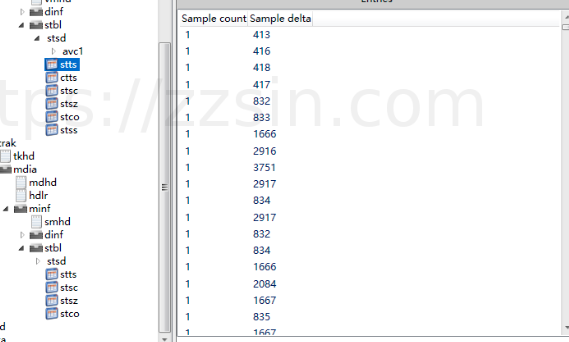 vmhd
dinf
stbl
stsd
avc1
stts
ctts
stsc
stsz
stco
stss
trak
tkhd
mdia
mdhd
hdlr
minf
smhd
dinf
stbl
stsd
stts
stsc
stsz
stco
Entries
Sample count Sample delta
1 413
1 416
1 418
1 417
1 832
1 833
1 1666
1 2916
1 3751
1 2917
1 834
1 2917
1 832
1 834
1 1666
1 2084
1 1667
1 835
1 1667
ttps://zzsin.com